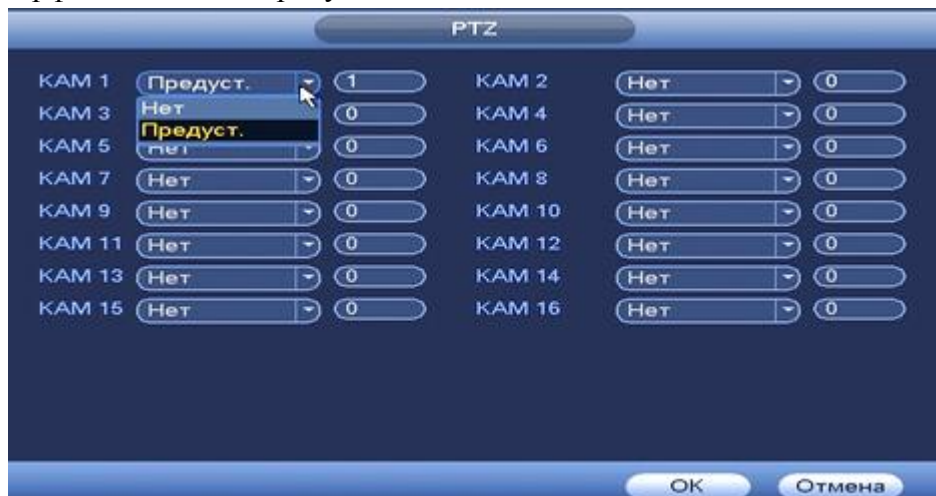 PTZ
КАМ 1 Предуст. 1 КАМ 2 Нет 0
КАМ 3 Нет 0 КАМ 4 Нет 0
Предуст.
КАМ 5 Нет 0 КАМ 6 Нет 0
КАМ 7 Нет 0 КАМ 8 Нет 0
КАМ 9 Нет 0 КАМ 10 Нет 0
КАМ 11 Нет 0 КАМ 12 Нет 0
КАМ 13 Нет 0 КАМ 14 Нет 0
КАМ 15 Нет 0 КАМ 16 Нет 0
OK Отмена